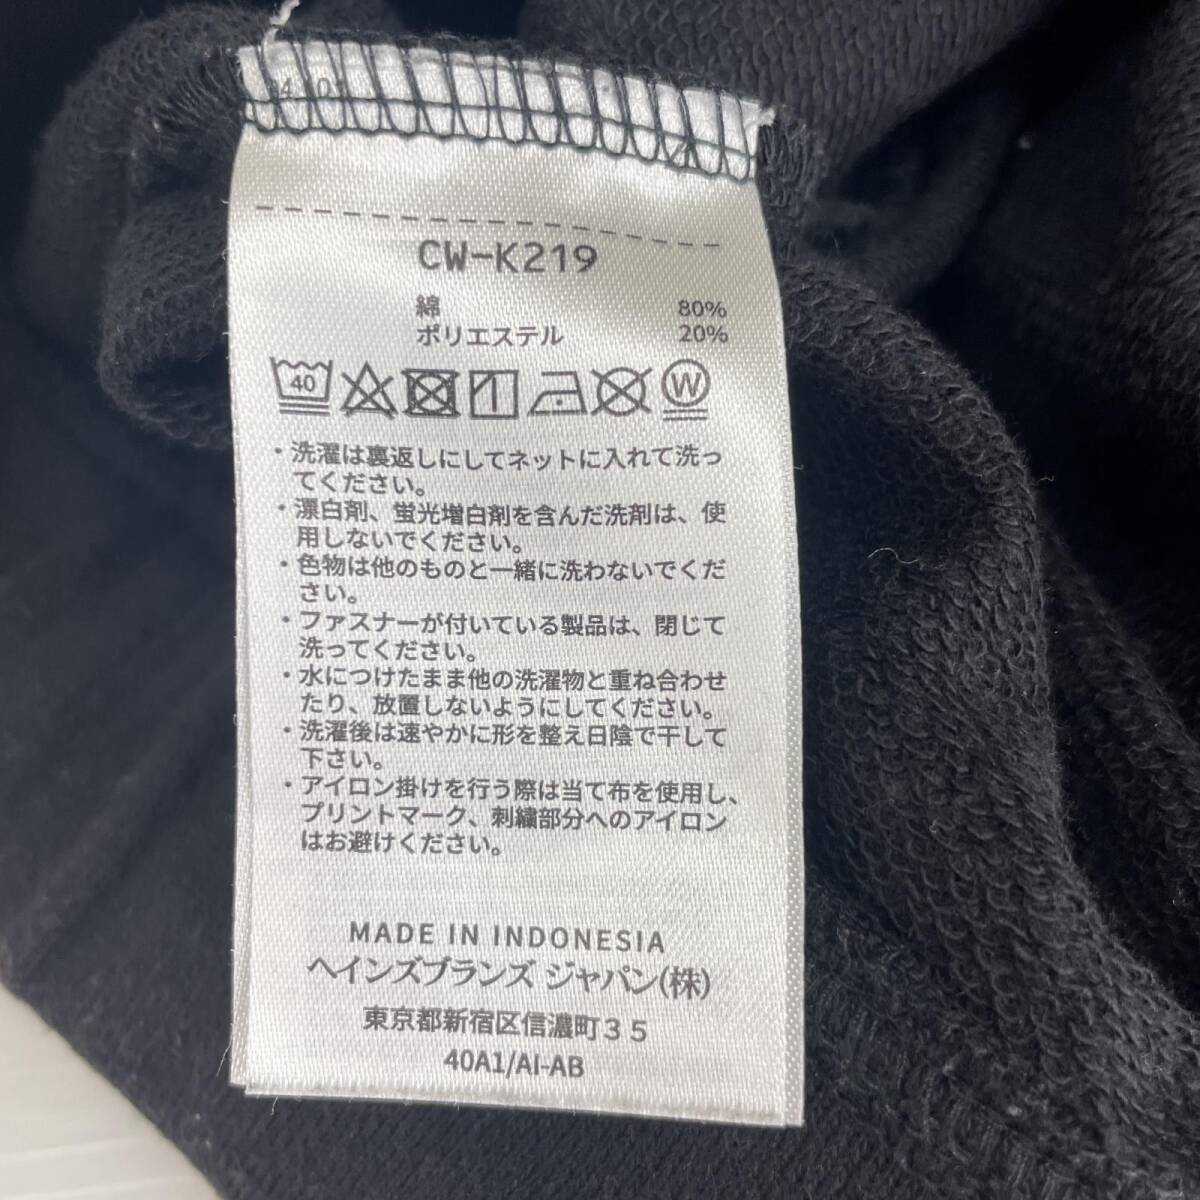 CW-K219
綿 80%
ポリエステル 20%
40 W
・洗濯は裏返しにしてネットに入れて洗っ
てください。
・漂白剤、蛍光増白剤を含んだ洗剤は、使
用しないでください。
・色物は他のものと一緒に洗わないでくだ
さい。
・ファスナーが付いている製品は、閉じて
洗ってください。
・水につけたまま他の洗濯物と重ね合わせ
たり、放置しないようにしてください。
・洗濯後は速やかに形を整え日陰で干して
下さい。
・アイロン掛けを行う際は当て布を使用し、
プリントマーク、刺繍部分へのアイロン
はお避けください。
MADE IN INDONESIA
ヘインズブランズ ジャパン(株)
東京都新宿区信濃町35
40A1/AI-AB